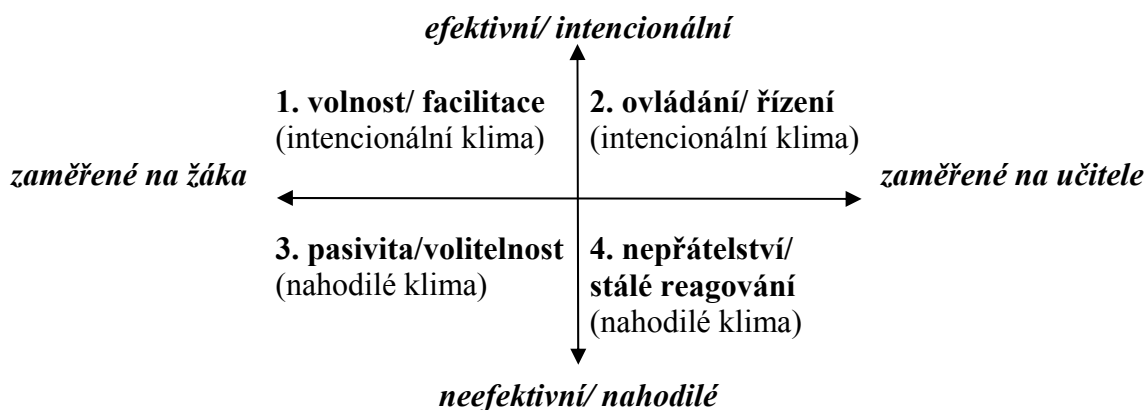 efektivní/ intencionální
1. volnost/ facilitace
(intencionální klima)
2. ovládání/ řízení
(intencionální klima)
zaměřené na žáka
zaměřené na učitele
3. pasivita/volitelnost
(nahodilé klima)
4. nepřátelství/
stálé reagování
(nahodilé klima)
neefektivní/ nahodilé